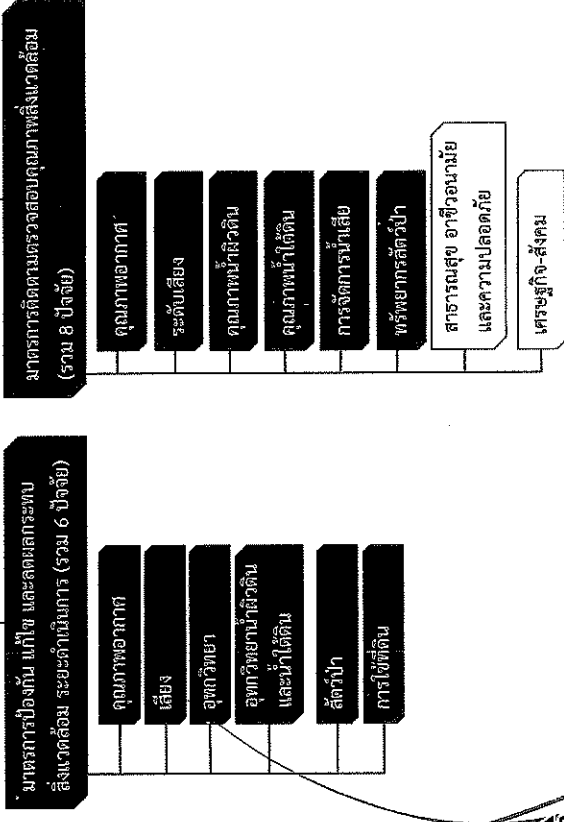 มาตรการป้องกัน แก้ไข และลดผลกระทบ
สิ่งแวดล้อม ระยะดำเนินการ (รวม 6 ปัจจัย)
คุณภาพอากาศ
เสียง
อุทกวิทยา
อุทกวิทยาน้ำผิวดิน
และน้ำใต้ดิน
สัตว์ป่า
การใช้ที่ดิน
มาตรการติดตามตรวจสอบคุณภาพสิ่งแวดล้อม
(รวม 8 ปัจจัย)
คุณภาพอากาศ
ระดับเสียง
คุณภาพน้ำผิวดิน
คุณภาพน้ำใต้ดิน
การจัดการน้ำเสีย
ทรัพยากรสัตว์ป่า
สาธารณสุข อาชีวอนามัย
และความปลอดภัย
เศรษฐกิจ-สังคม